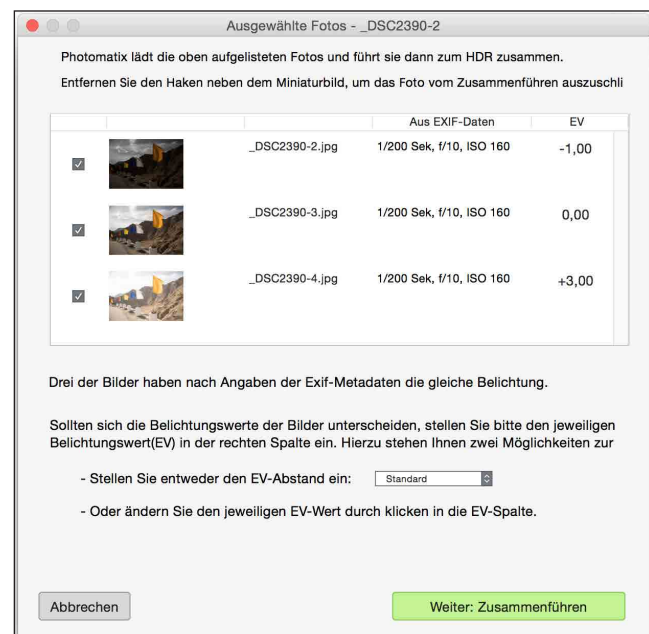 Ausgewählte Fotos - _DSC2390-2
Photomatix lädt die oben aufgelisteten Fotos und führt sie dann zum HDR zusammen.
Entfernen Sie den Haken neben dem Miniaturbild, um das Foto vom Zusammenführen auszuschli
Aus EXIF-Daten EV
_DSC2390-2.jpg 1/200 Sek, f/10, ISO 160 -1,00
_DSC2390-3.jpg 1/200 Sek, f/10, ISO 160 0,00
_DSC2390-4.jpg 1/200 Sek, f/10, ISO 160 +3,00
Drei der Bilder haben nach Angaben der Exif-Metadaten die gleiche Belichtung.
Sollten sich die Belichtungswerte der Bilder unterscheiden, stellen Sie bitte den jeweiligen
Belichtungswert(EV) in der rechten Spalte ein. Hierzu stehen Ihnen zwei Möglichkeiten zur
- Stellen Sie entweder den EV-Abstand ein: Standard
- Oder ändern Sie den jeweiligen EV-Wert durch klicken in die EV-Spalte.
Abbrechen Weiter: Zusammenführen